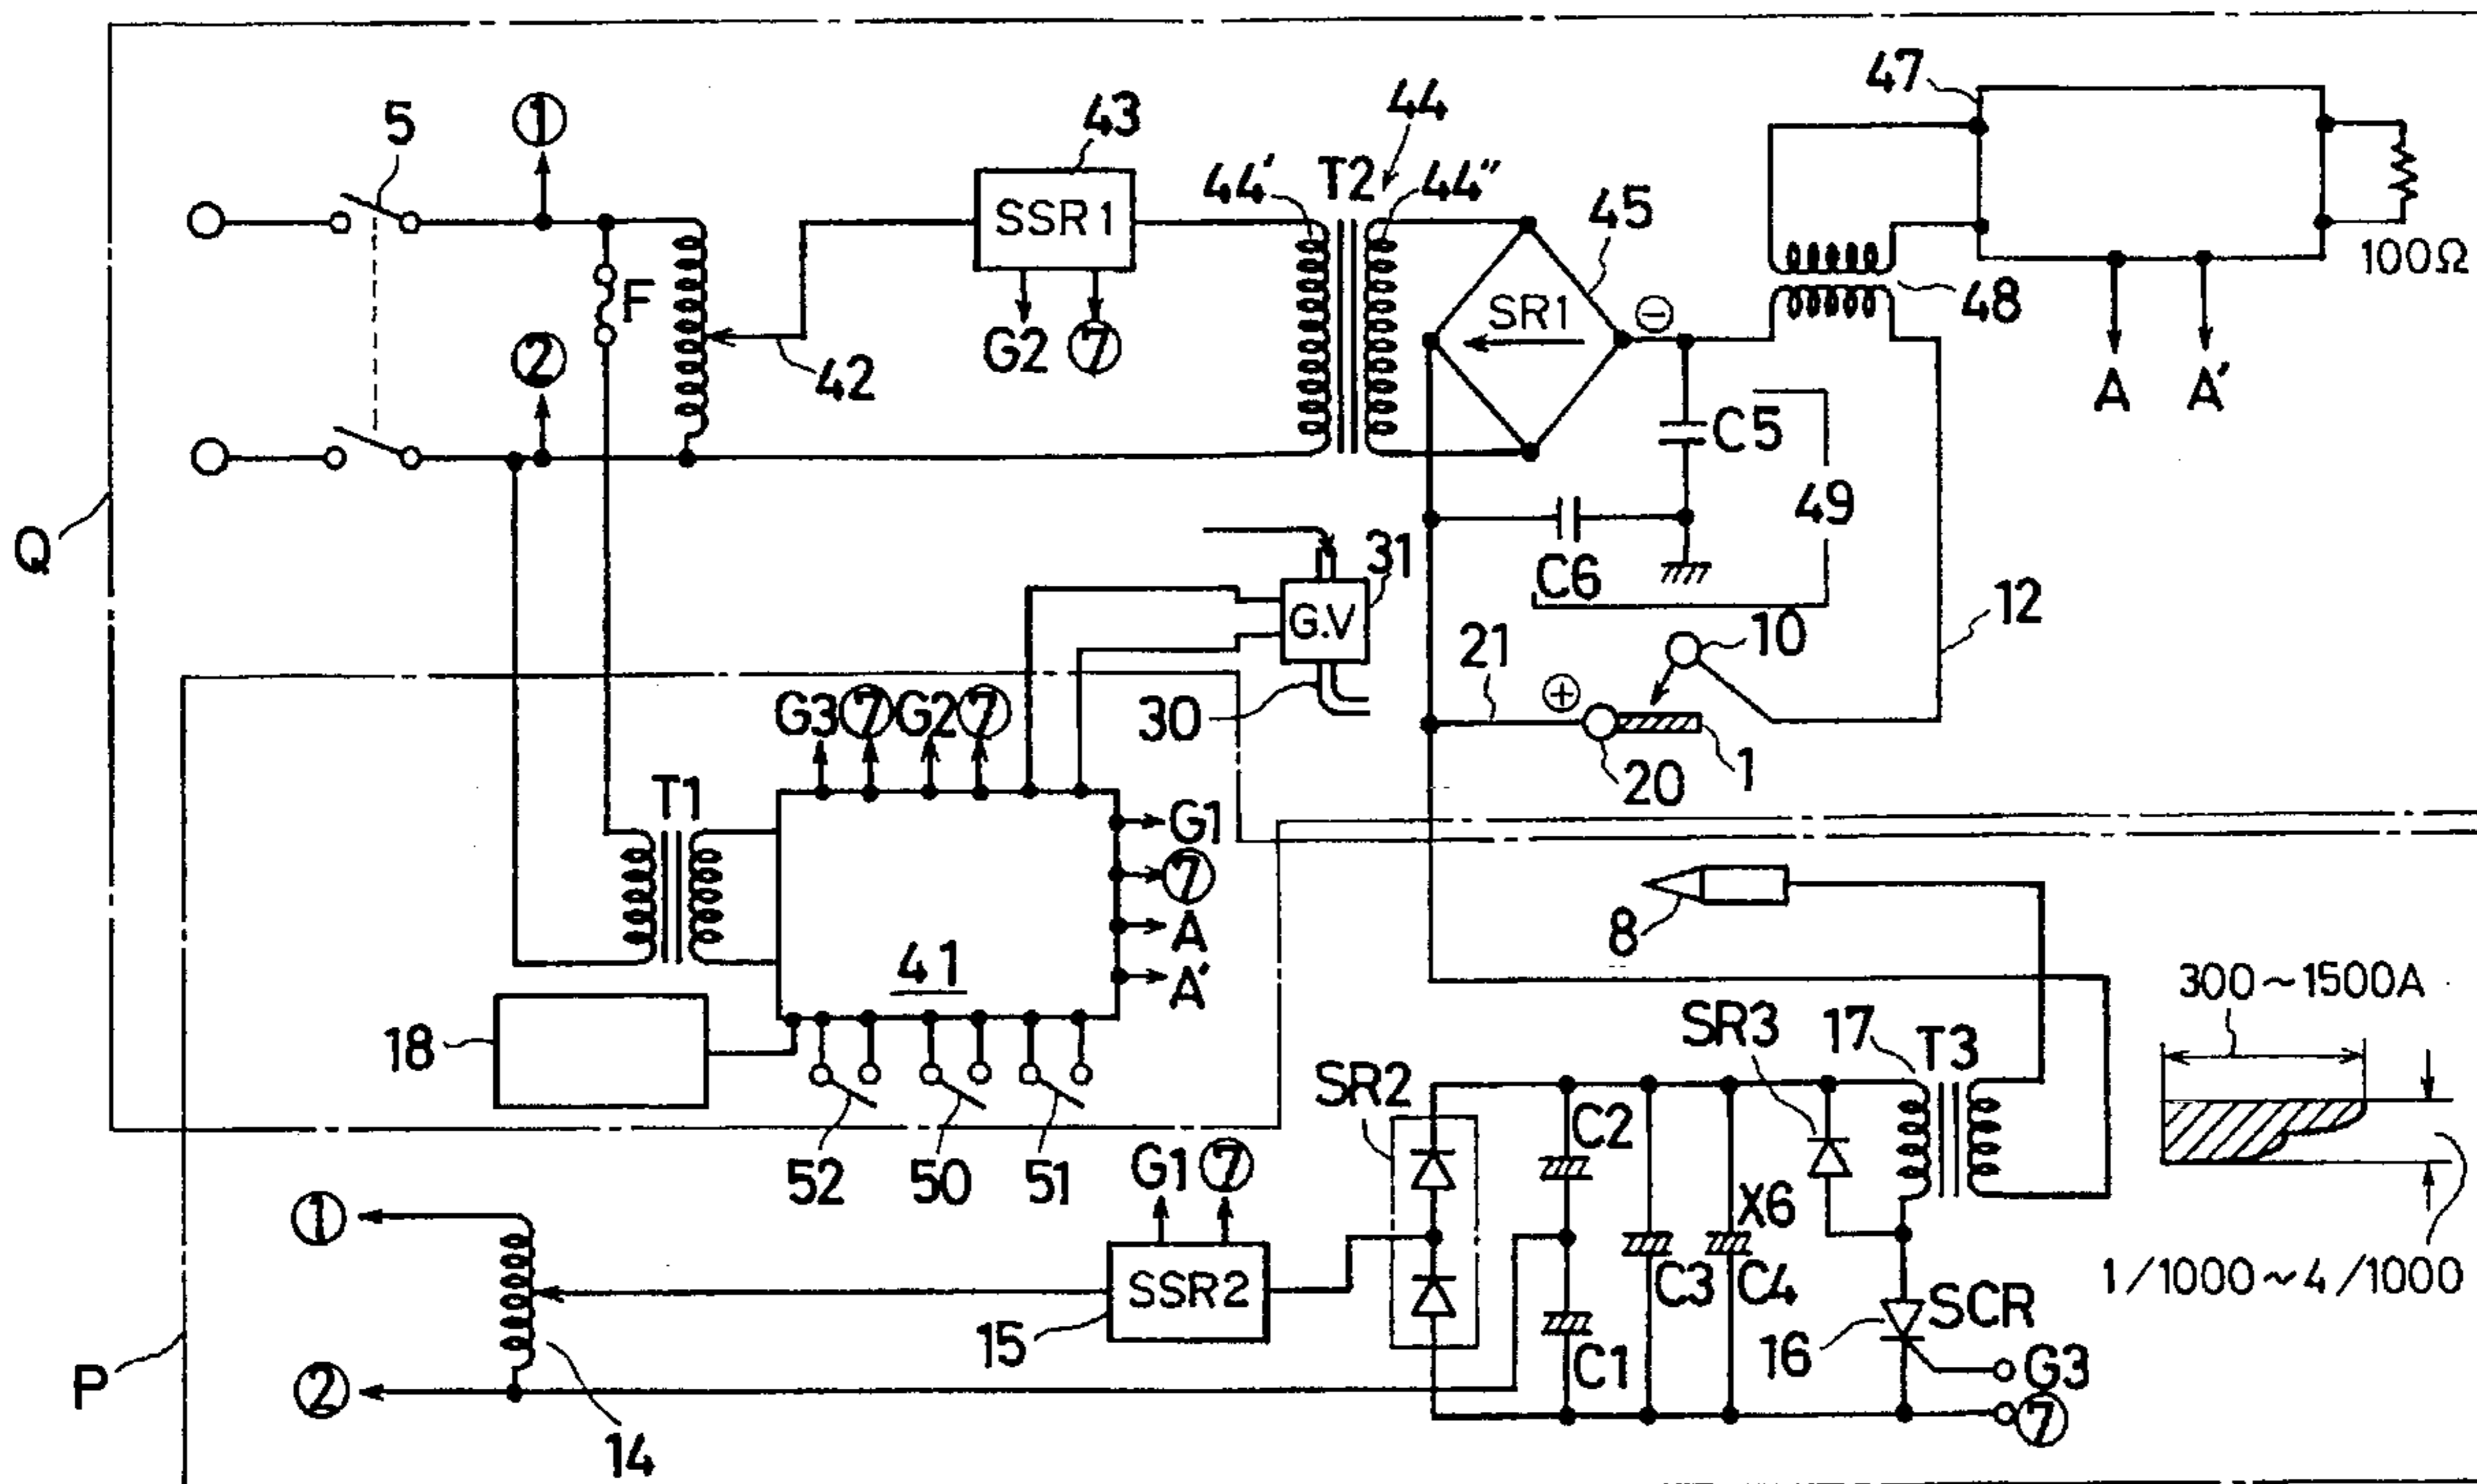 47
44
5
①
43
T2
44'
44"
45
SSR1
F
SR1
⊖
100Ω
48
②
G2
⑦
42
A
A'
C5
49
Q
31
C6
G.V
12
10
21
⊕
30
G3
⑦
G2
⑦
1
20
T1
G1
⑦
A
A'
8
41
300~1500A
18
SR3
17
T3
SR2
C2
52
50
51
G1
⑦
X6
①
SSR2
C3
C4
1/1000~4/1000
SCR
15
C1
16
G3
P
②
⑦
14